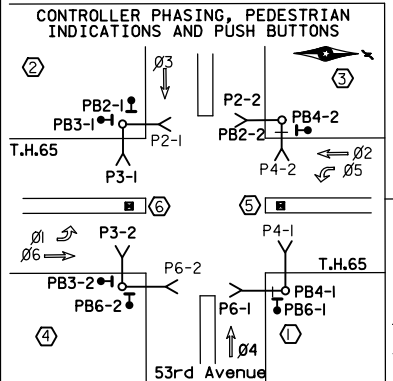 CONTROLLER PHASING, PEDESTRIAN
INDICATIONS AND PUSH BUTTONS
2
Ø3
3
PB2-1
P2-2
PB4-2
PB3-1
P2-1
PB2-2
T.H.65
P3-1
P4-2
Ø2
Ø5
6
5
Ø1
Ø6
P3-2
P4-1
P6-2
T.H.65
PB3-2
PB6-2
P6-1
PB4-1
PB6-1
4
Ø4
1
53rd Avenue